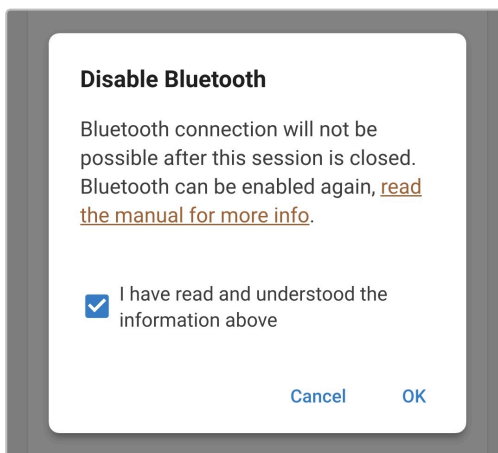 Disable Bluetooth
Bluetooth connection will not be
possible after this session is closed.
Bluetooth can be enabled again, read
the manual for more info.
I have read and understood the
information above
Cancel OK